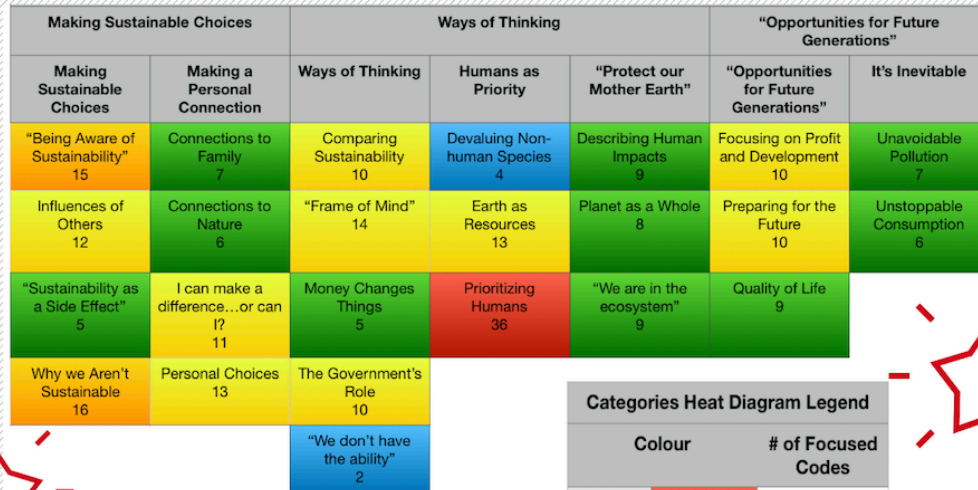 Making Sustainable Choices
Ways of Thinking
“Opportunities for Future
Generations”
Making
Sustainable
Choices
Making a
Personal
Connection
Ways of Thinking
Humans as
Priority
“Protect our
Mother Earth”
“Opportunities
for Future
Generations”
It’s Inevitable
“Being Aware of
Sustainability”
15
Connections to
Family
7
Comparing
Sustainability
10
Devaluing Non-
human Species
4
Describing Human
Impacts
9
Focusing on Profit
and Development
10
Unavoidable
Pollution
7
Influences of
Others
12
Connections to
Nature
6
“Frame of Mind”
14
Earth as
Resources
13
Planet as a Whole
8
Preparing for the
Future
10
Unstoppable
Consumption
6
“Sustainability as
a Side Effect”
5
I can make a
difference…or can
I?
11
Money Changes
Things
5
Prioritizing
Humans
36
“We are in the
ecosystem”
9
Quality of Life
9
Why we Aren’t
Sustainable
16
Personal Choices
13
The Government’s
Role
10
“We don’t have
the ability”
2
Categories Heat Diagram Legend
Colour
# of Focused
Codes